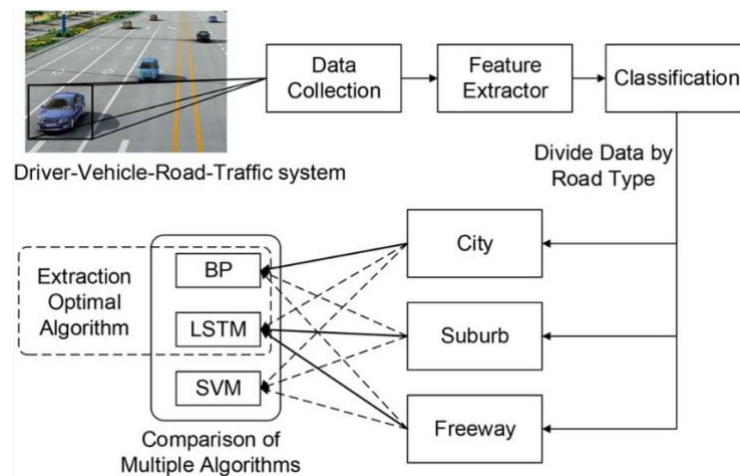 Data
Collection
Feature
Extractor
Classification
Driver-Vehicle-Road-Traffic system
Divide Data by
Road Type
Extraction
Optimal
Algorithm
BP
LSTM
SVM
City
Suburb
Freeway
Comparison of
Multiple Algorithms